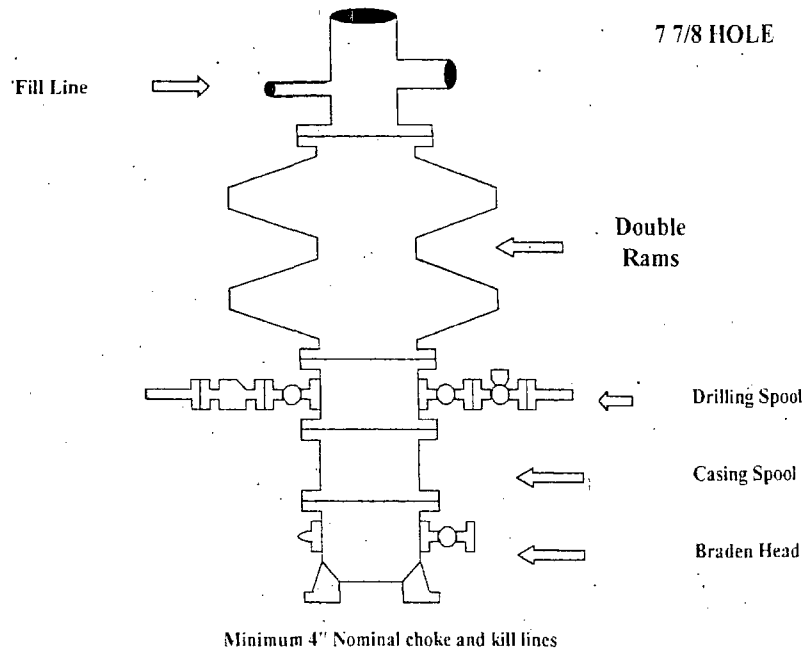 7 7/8 HOLE
Fill Line
Double
Rams
Drilling Spool
Casing Spool
Braden Head
Minimum 4" Nominal choke and kill lines